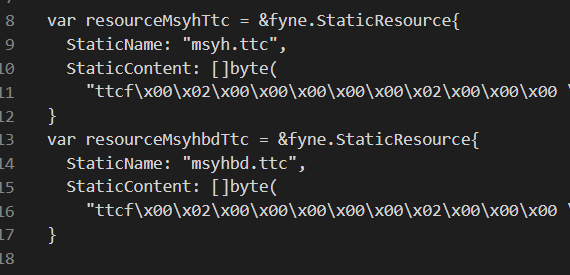 8 var resourceMsyhTtc = &fyne.StaticResource{
9 StaticName: "msyh.ttc",
10 StaticContent: []byte(
11 "ttcf\x00\x02\x00\x00\x00\x00\x00\x02\x00\x00\x00 \
12 }
13 var resourceMsyhbdTtc = &fyne.StaticResource{
14 StaticName: "msyhbd.ttc",
15 StaticContent: []byte(
16 "ttcf\x00\x02\x00\x00\x00\x00\x00\x02\x00\x00\x00 \
17 }
18